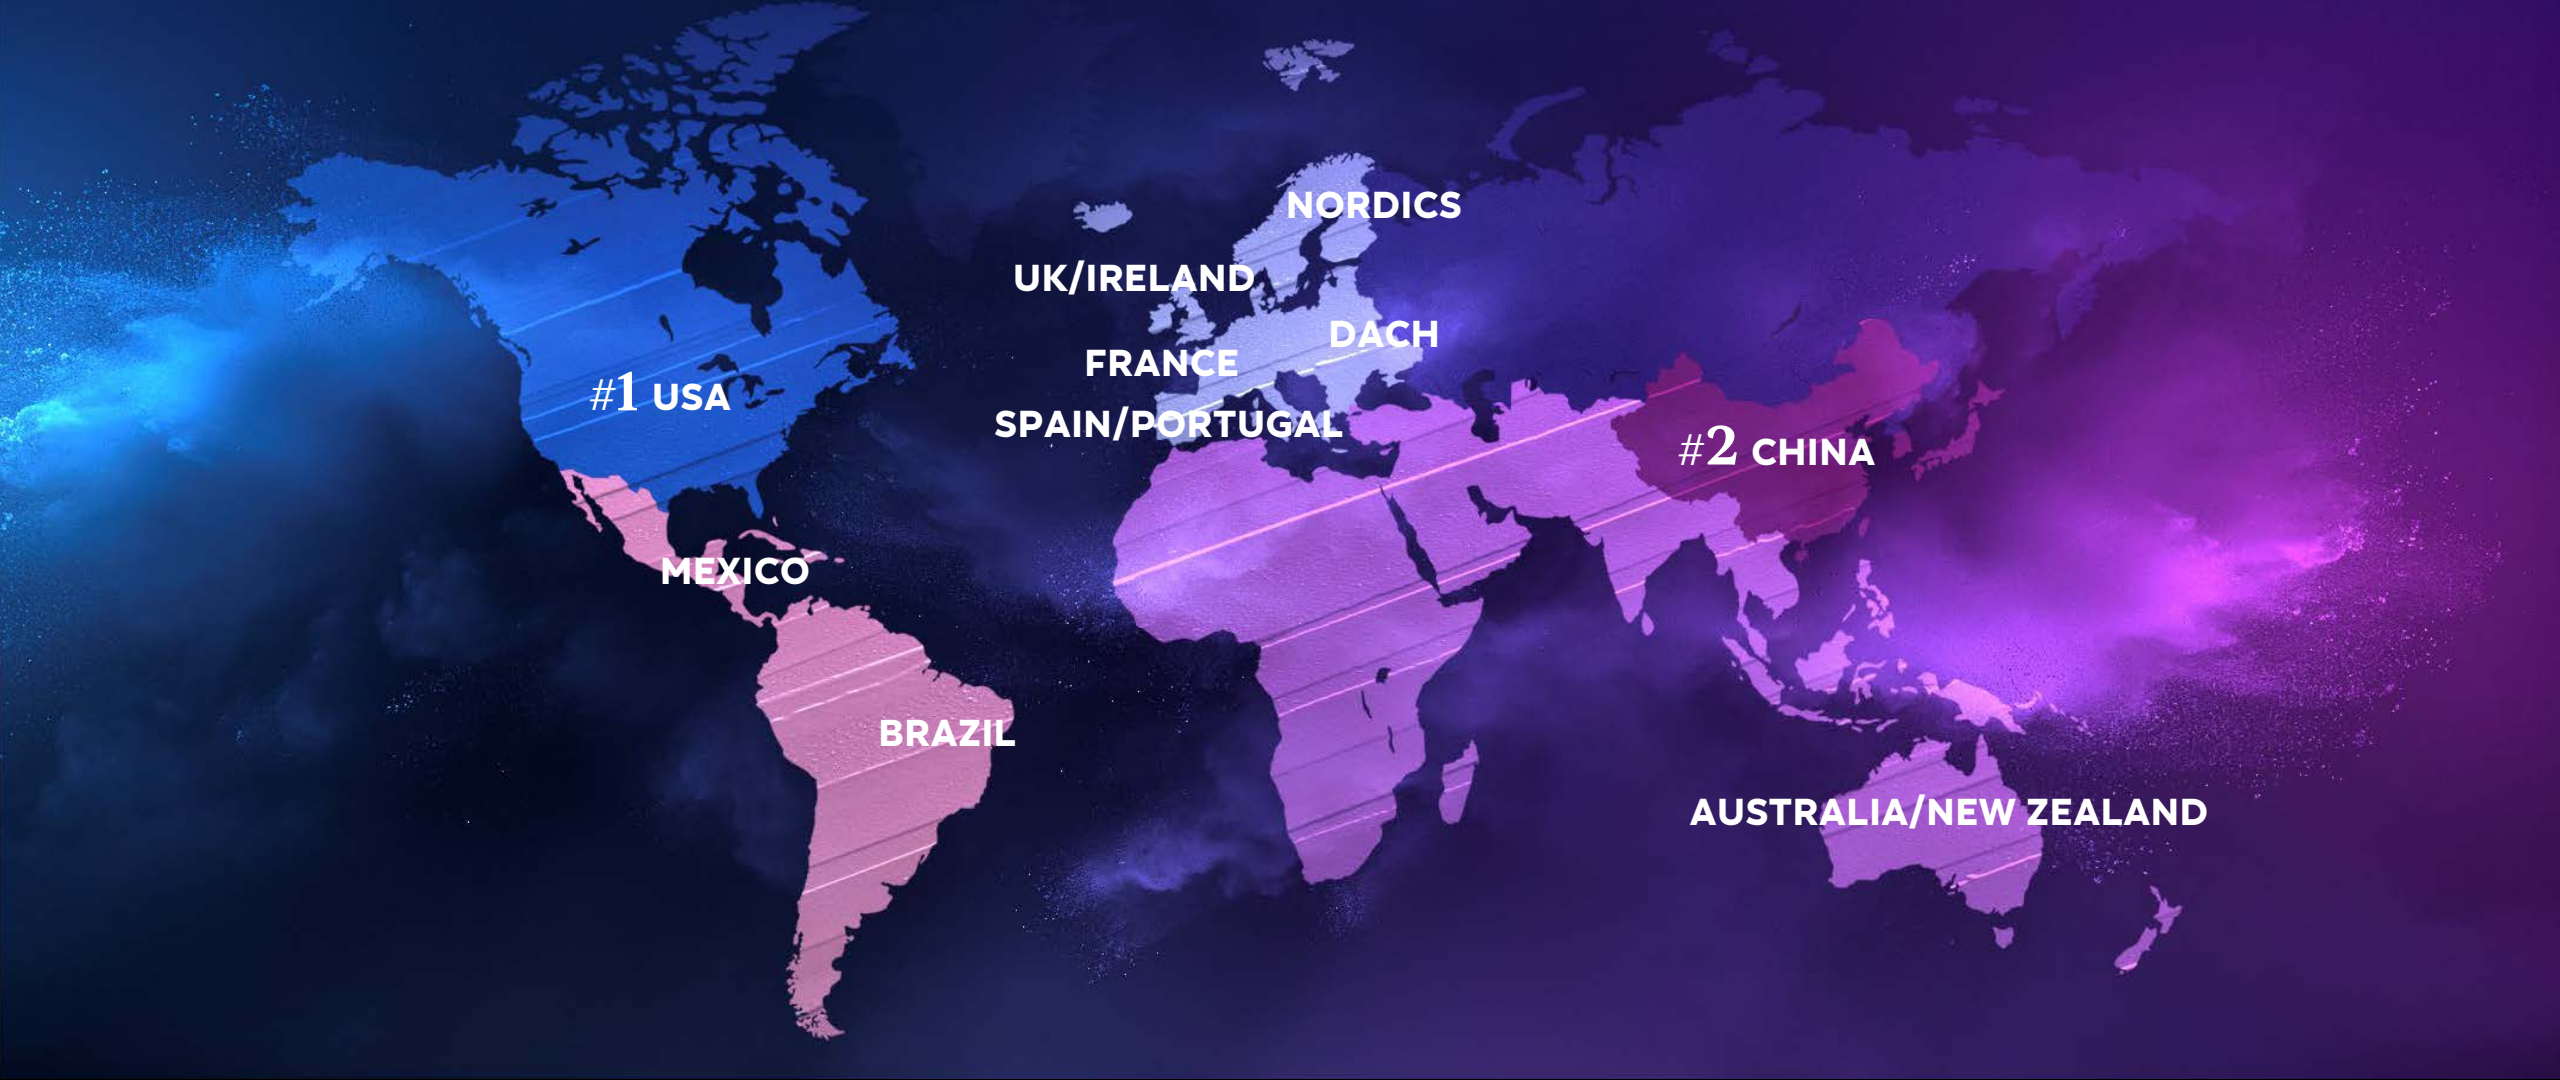 NORDICS
UK/IRELAND
DACH
FRANCE
#1 USA
SPAIN/PORTUGAL
#2 CHINA
MEXICO
BRAZIL
AUSTRALIA/NEW ZEALAND